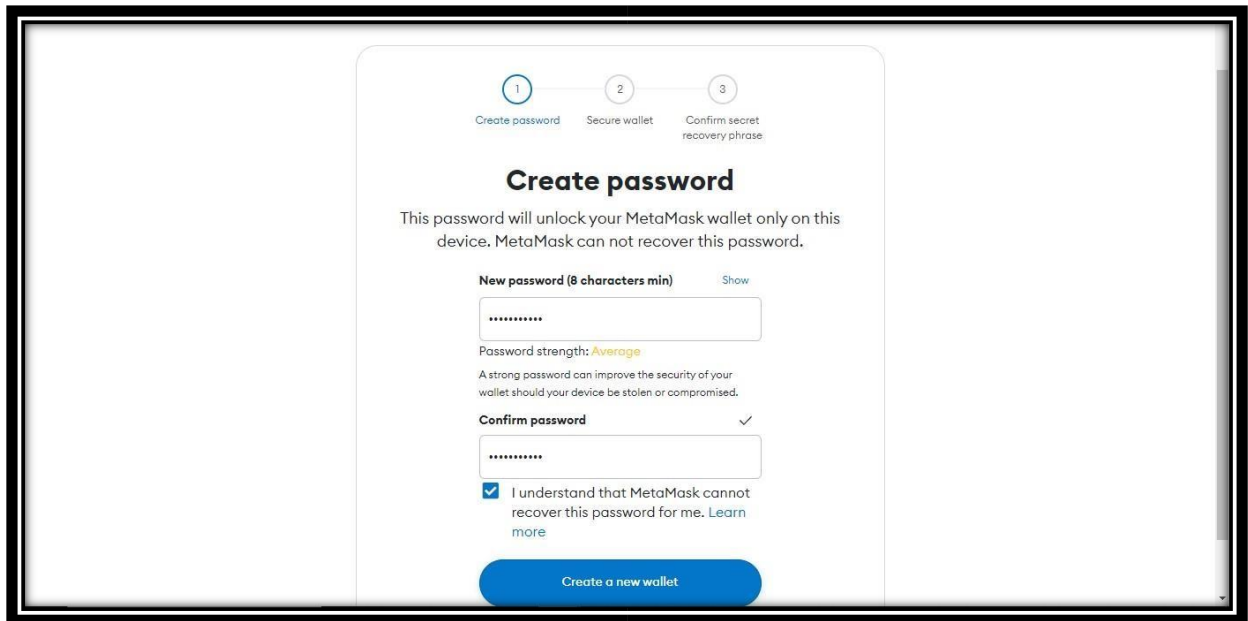 1
2
3
Create password
Secure wallet
Confirm secret
recovery phrase
Create password
This password will unlock your MetaMask wallet only on this
device. MetaMask can not recover this password.
New password (8 characters min)
Show
•••••••••••
Password strength: Average
A strong password can improve the security of your
wallet should your device be stolen or compromised.
Confirm password
•••••••••••
I understand that MetaMask cannot
recover this password for me. Learn
more
Create a new wallet